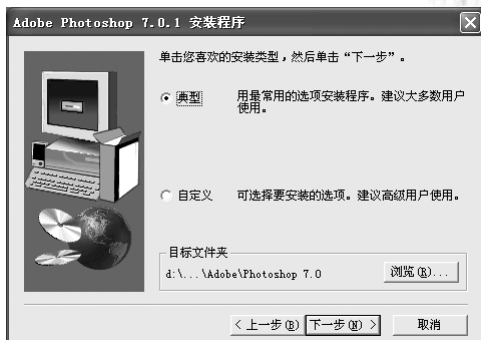 Adobe Photoshop 7.0.1 安装程序
单击您喜欢的安装类型，然后单击“下一步”。
典型
用最常用的选项安装程序。建议大多数用户
使用。
自定义
可选择要安装的选项。建议高级用户使用。
目标文件夹
d:\...\Adobe\Photoshop 7.0
浏览(R)...
< 上一步(B)
下一步(N) >
取消